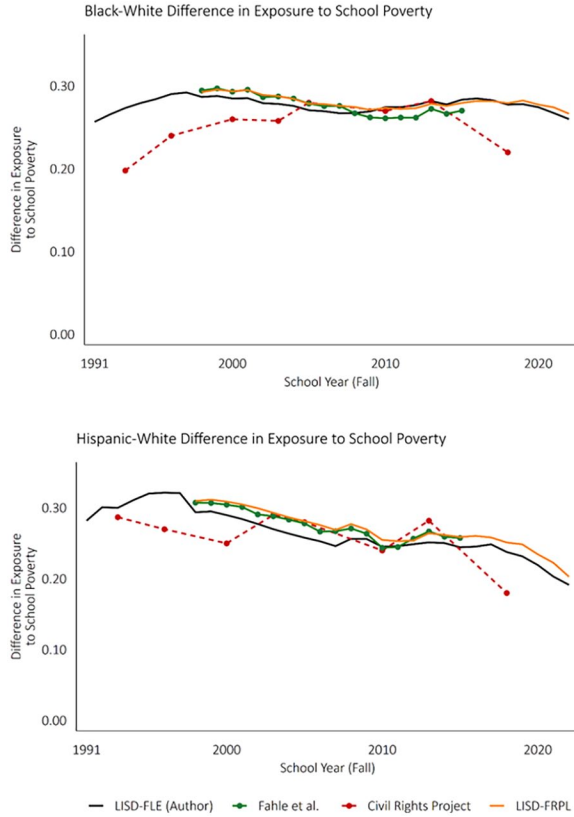 Black-White Difference in Exposure to School Poverty
Difference in Exposure
to School Poverty
0.30
0.20
0.10
0.00
1991
2000
2010
2020
School Year (Fall)
Hispanic-White Difference in Exposure to School Poverty
Difference in Exposure
to School Poverty
0.30
0.20
0.10
0.00
1991
2000
2010
2020
School Year (Fall)
LISD-FLE (Author)
Fahle et al.
Civil Rights Project
LISD-FRPL